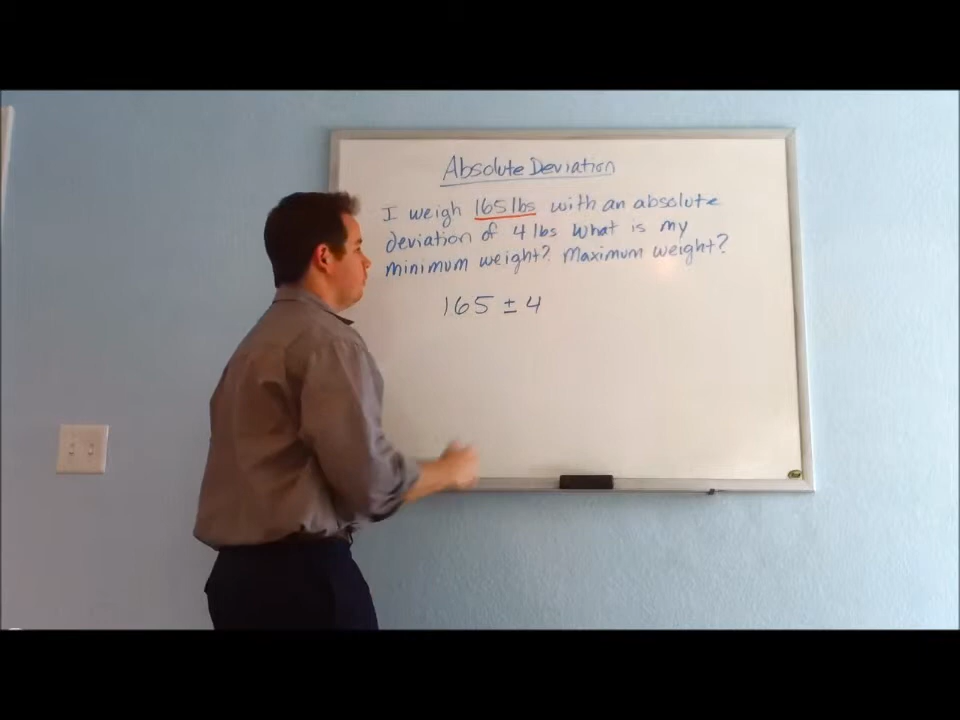 Absolute Deviation
I weigh 165 lbs with an absolute
deviation of 4 lbs what is my
minimum weight? Maximum weight?
165 ± 4